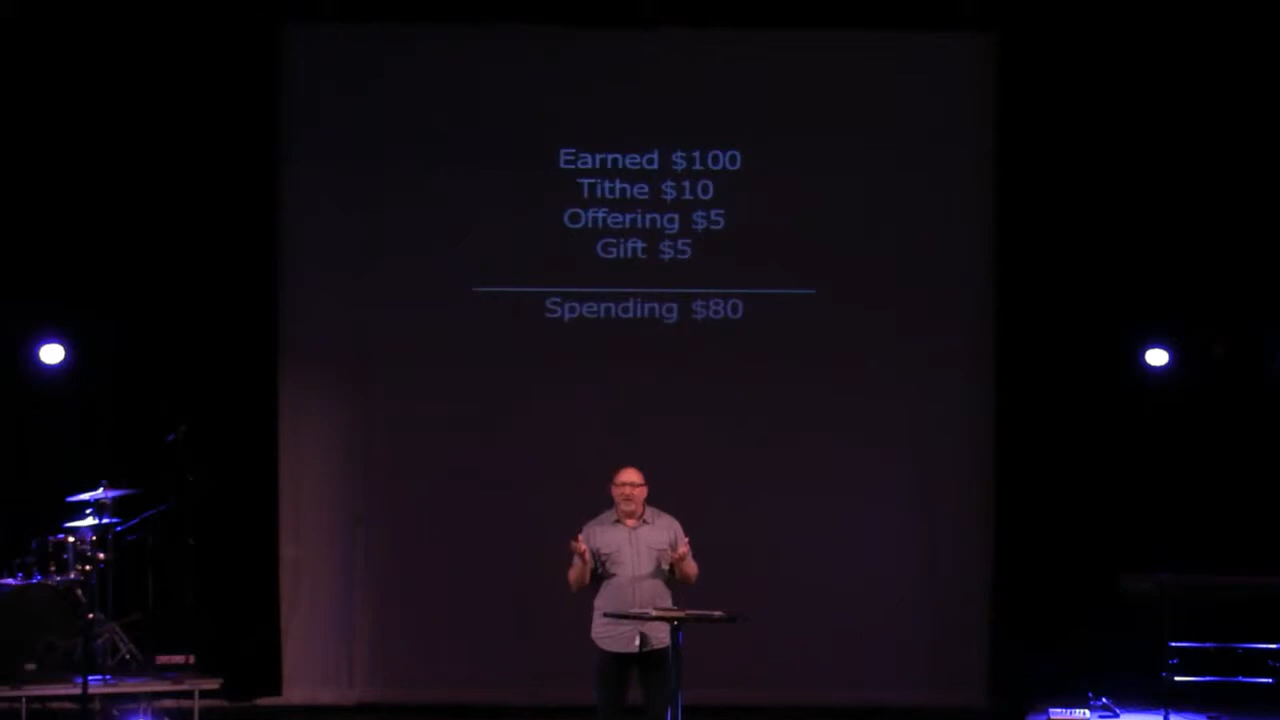 Earned $100
Tithe $10
Offering $5
Gift $5
Spending $80